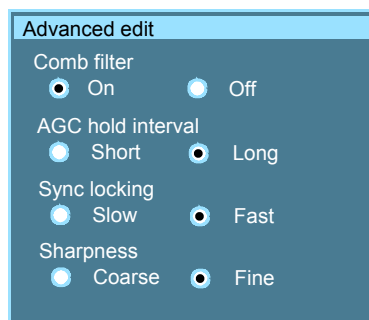 Advanced edit
Comb filter
On Off
AGC hold interval
Short Long
Sync locking
Slow Fast
Sharpness
Coarse Fine